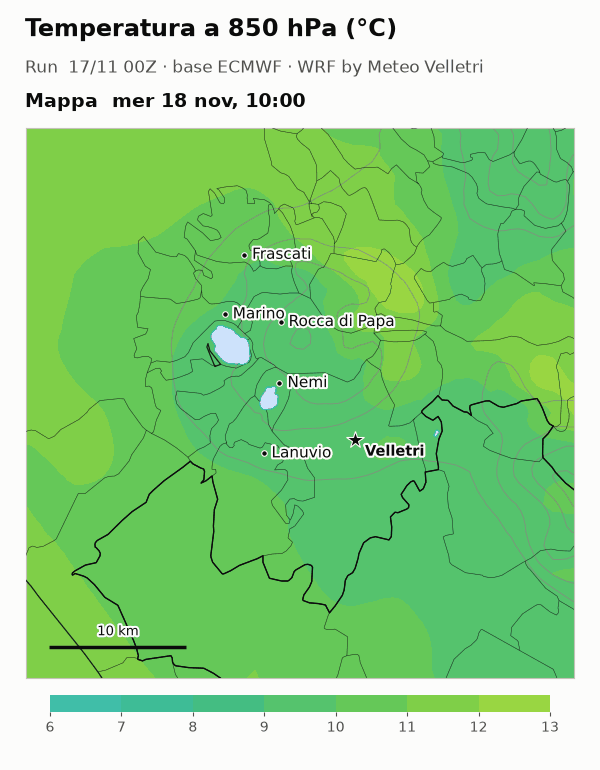 Temperatura a 850 hPa (°C)
Run  17/11 00Z · base ECMWF · WRF by Meteo Velletri
Mappa  mer 18 nov, 10:00
Frascati
Marino
Rocca di Papa
Nemi
Velletri
Lanuvio
10 km
6 7 8 9 10 11 12 13